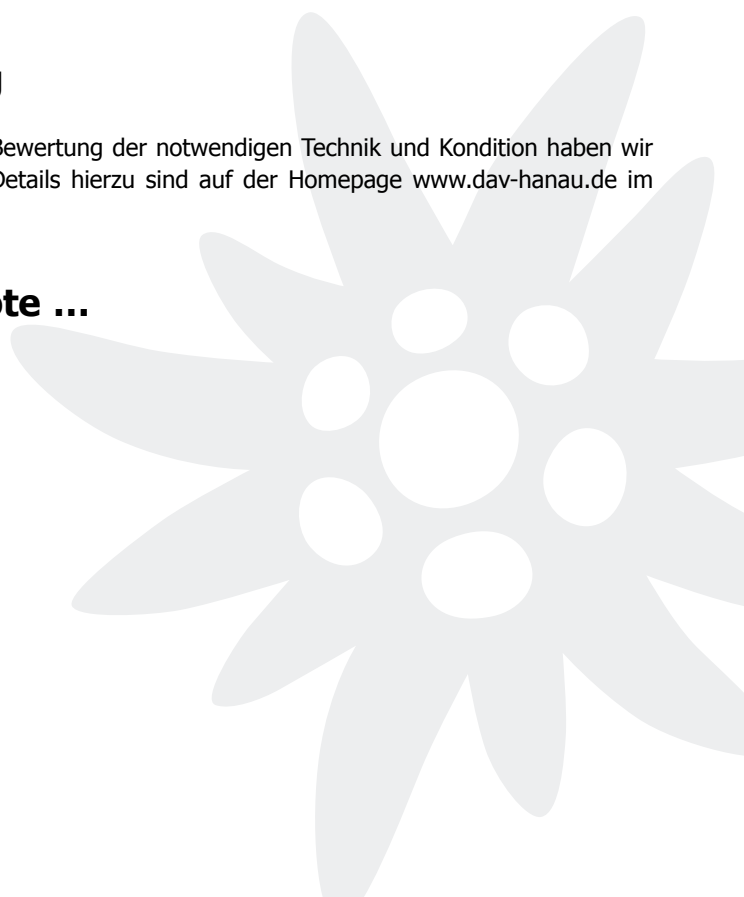 Bewertung der notwendigen Technik und Kondition haben wir
Details hierzu sind auf der Homepage www.dav-hanau.de im
ote ...